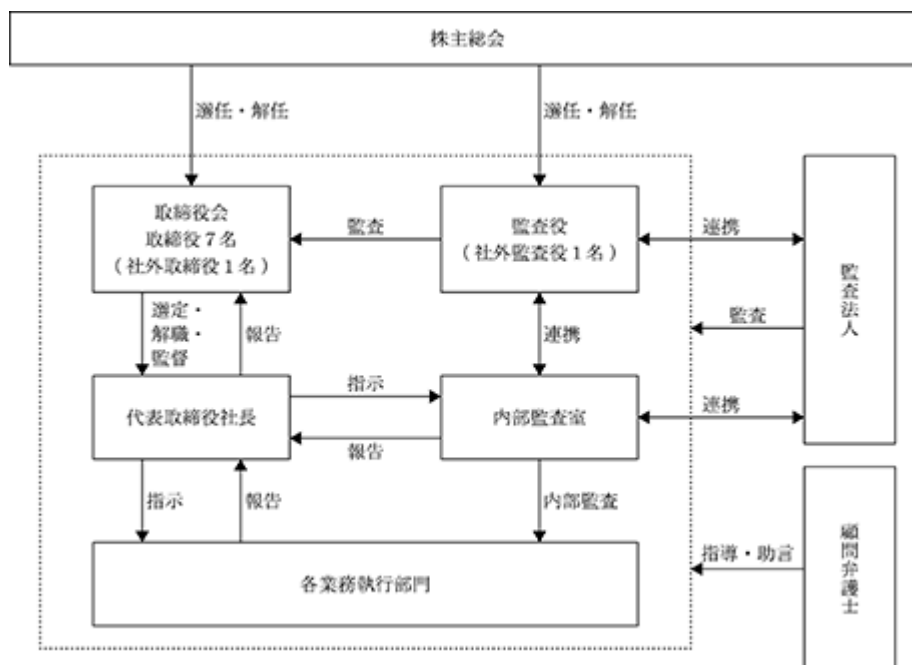 株主総会
選任・解任
選任・解任
取締役会
取締役7名
(社外取締役1名)
監査
監査役
(社外監査役1名)
連携
監査法人
監査
選定・
解職・
監督
報告
連携
代表取締役社長
指示
報告
内部監査室
連携
指示
報告
内部監査
各業務執行部門
指導・助言
顧問弁護士